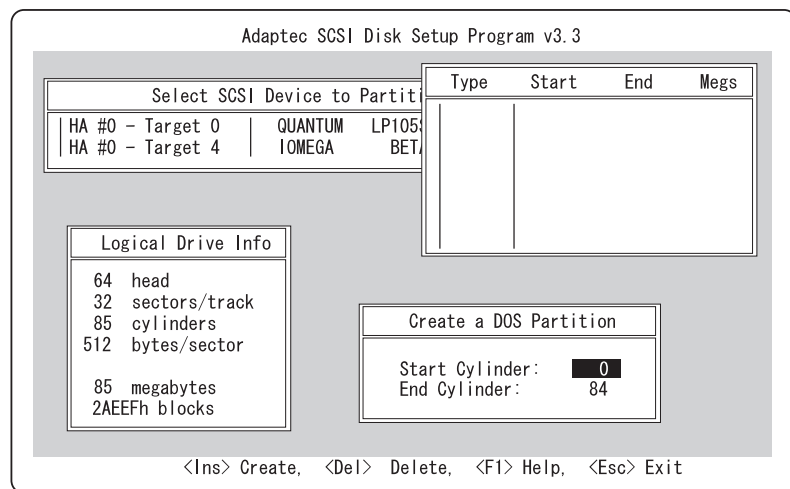 Adaptec SCSI Disk Setup Program v3.3
Select SCSI Device to Partiti
HA #0 - Target 0 QUANTUM LP105S
HA #0 - Target 4 IOMEGA BETA
Type Start End Megs
Logical Drive Info
64 head
32 sectors/track
85 cylinders
512 bytes/sector
85 megabytes
2AEEFh blocks
Create a DOS Partition
Start Cylinder: 0
End Cylinder: 84
<Ins> Create, <Del> Delete, <F1> Help, <Esc> Exit